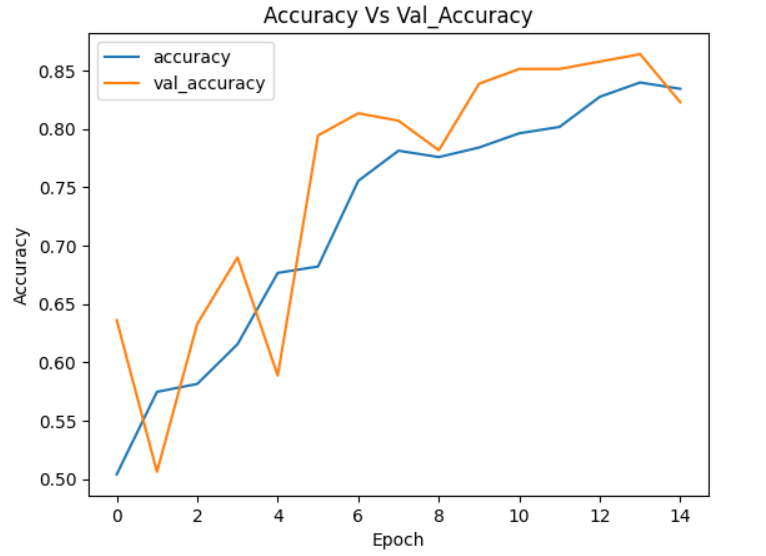 Accuracy Vs Val_Accuracy
accuracy
val_accuracy
0.85
0.80
0.75
0.70
0.65
0.60
0.55
0.50
Accuracy
0 2 4 6 8 10 12 14
Epoch